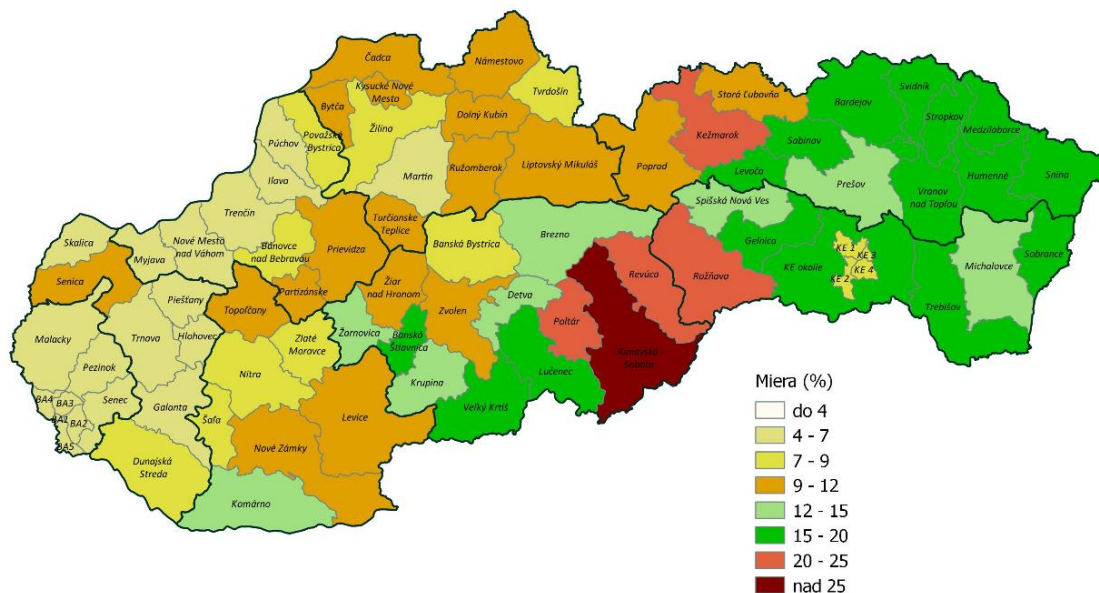 Čadca
Námestovo
Kysucké Nové
Mesto
Tvrdošín
Bytča
Dolný Kubín
Stará Ľubovňa
Svidník
Bardejov
Stropkov
Považská
Bystrica
Žilina
Kežmarok
Medzilaborce
Púchov
Sabinov
Ružomberok
Liptovský Mikuláš
Poprad
Martin
Levoča
Prešov
Humenné
Snina
Ilava
Vranov
nad Topľou
Trenčín
Turčianske
Teplice
Spišská Nová Ves
Skalica
Nové Mesto
nad Váhom
Bánovce
nad Bebravou
Prievidza
Banská Bystrica
Brezno
Gelnica
KE 1
KE 3
KE 4
KE 2
KE okolie
Michalovce
Sobrance
Myjava
Revúca
Rožňava
Senica
Partizánske
Žiar
nad Hronom
Piešťany
Topoľčany
Detva
Trebišov
Zvolen
Poltár
Malacky
Trnava
Hlohovec
Zlaté
Moravce
Žarnovica
Banská
Štiavnica
Rimavská
Sobota
Pezinok
Nitra
Krupina
Lučenec
Senec
BA4
BA3
BA1
BA2
BA5
Galanta
Šaľa
Levice
Veľký Krtíš
Nové Zámky
Dunajská
Streda
Komárno
Miera (%)
do 4
4 - 7
7 - 9
9 - 12
12 - 15
15 - 20
20 - 25
nad 25